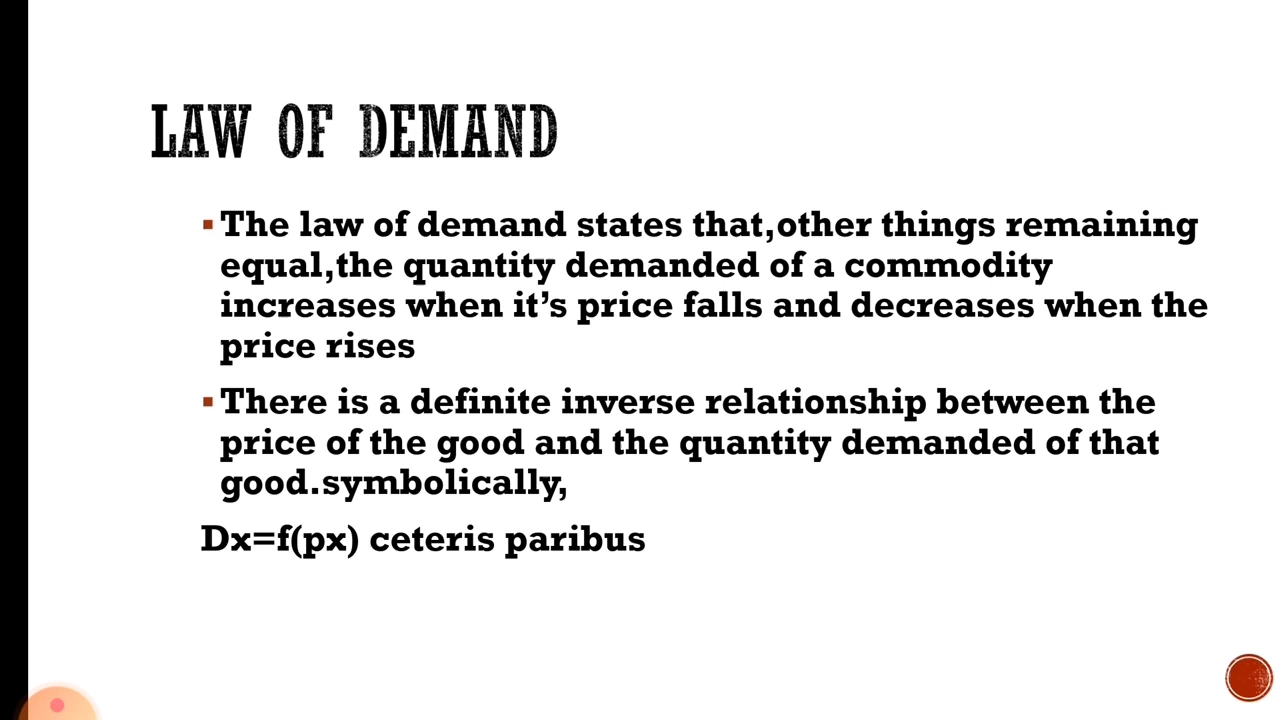 LAW OF DEMAND
▪The law of demand states that,other things remaining
equal,the quantity demanded of a commodity
increases when it’s price falls and decreases when the
price rises
▪There is a definite inverse relationship between the
price of the good and the quantity demanded of that
good.symbolically,
Dx=f(px) ceteris paribus